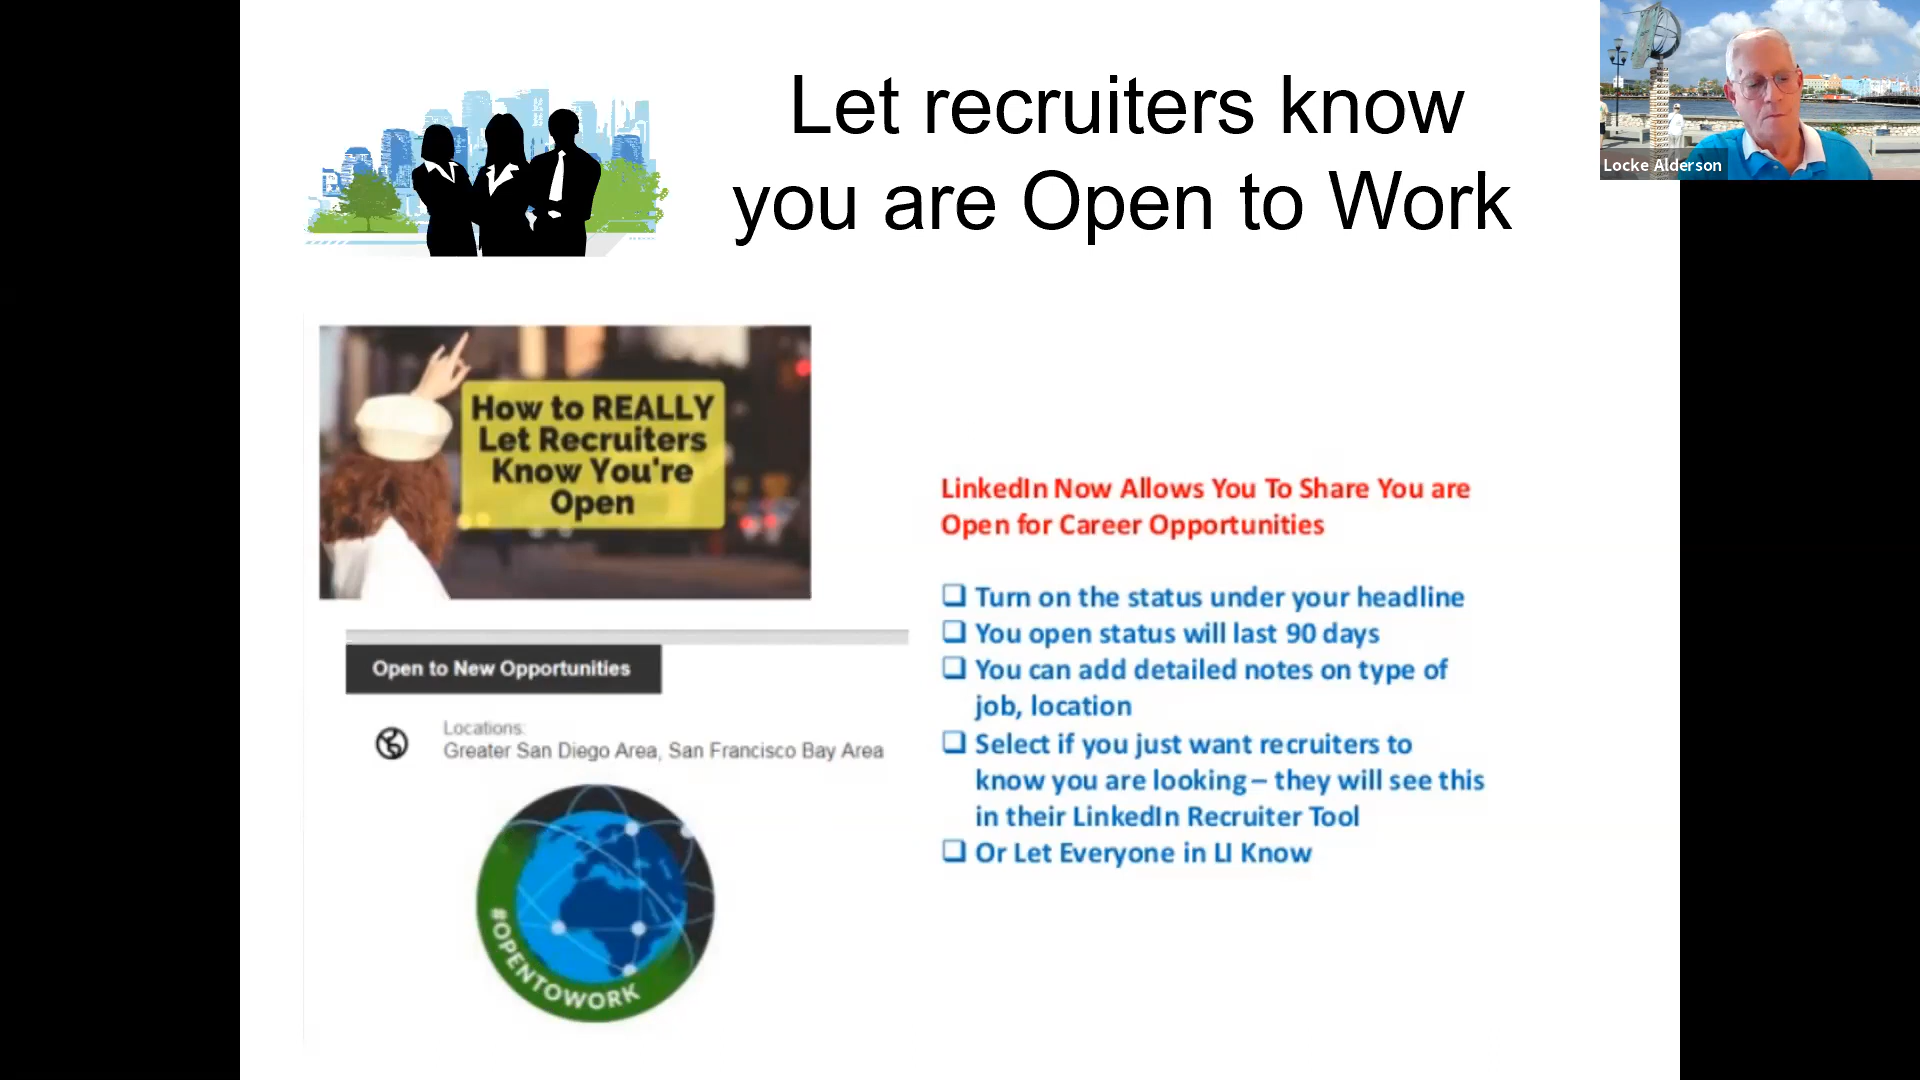 Let recruiters know
you are Open to Work
Locke Alderson
How to REALLY
Let Recruiters
Know You're
Open
Open to New Opportunities
Locations:
Greater San Diego Area, San Francisco Bay Area
#OPENTOWORK
LinkedIn Now Allows You To Share You are
Open for Career Opportunities
❑ Turn on the status under your headline
❑ You open status will last 90 days
❑ You can add detailed notes on type of
job, location
❑ Select if you just want recruiters to
know you are looking – they will see this
in their LinkedIn Recruiter Tool
❑ Or Let Everyone in LI Know